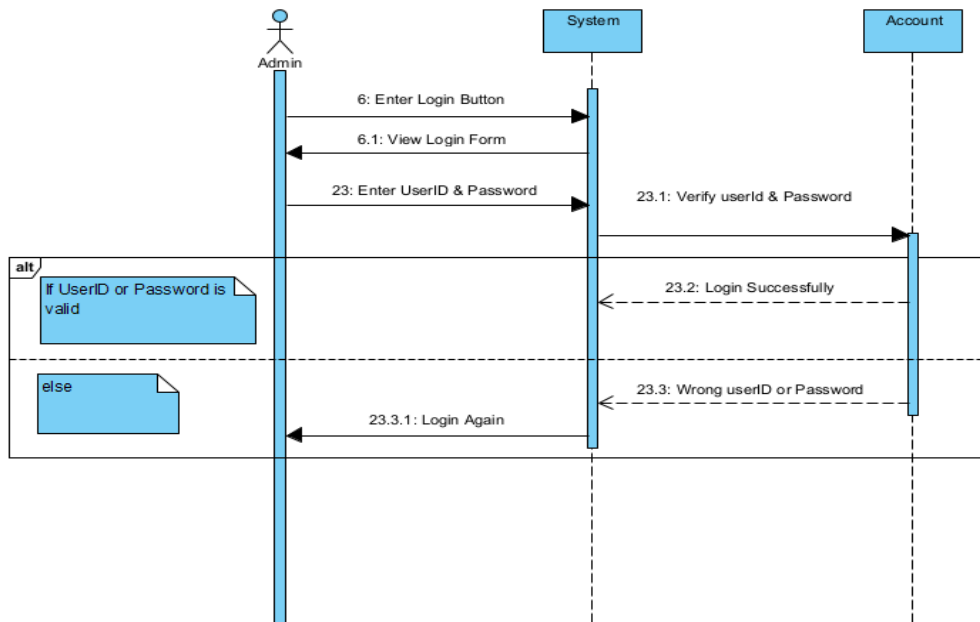 System
Account
Admin
6: Enter Login Button
6.1: View Login Form
23: Enter UserID & Password
23.1: Verify userId & Password
alt
If UserID or Password is
valid
23.2: Login Successfully
else
23.3: Wrong userID or Password
23.3.1: Login Again